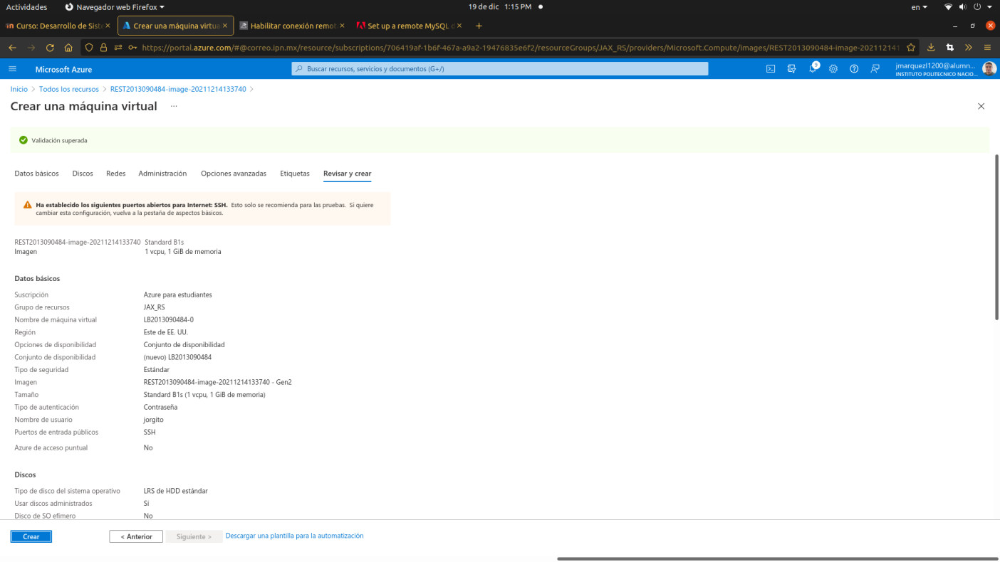 Actividades
Navegador web Firefox
19 de dic 1:15 PM
en
Curso: Desarrollo de Siste
Crear una máquina virtua
Habilitar conexión remot
Set up a remote MySQL d
https://portal.azure.com/#@correo.ipn.mx/resource/subscriptions/706419af-1b6f-467a-a9a2-19476835e6f2/resourceGroups/JAX_RS/providers/Microsoft.Compute/images/REST2013090484-image-202112141
Microsoft Azure
Buscar recursos, servicios y documentos (G+/)
9
jmarquezl1200@alumn...
INSTITUTO POLITECNICO NACIO...
Inicio > Todos los recursos > REST2013090484-image-20211214133740 >
Crear una máquina virtual ...
Validación superada
Datos básicos Discos Redes Administración Opciones avanzadas Etiquetas Revisar y crear
Ha establecido los siguientes puertos abiertos para Internet: SSH. Esto solo se recomienda para las pruebas. Si quiere
cambiar esta configuración, vuelva a la pestaña de aspectos básicos.
REST2013090484-image-20211214133740 Standard B1s
Imagen 1 vcpu, 1 GiB de memoria
Datos básicos
Suscripción Azure para estudiantes
Grupo de recursos JAX_RS
Nombre de máquina virtual LB2013090484-0
Región Este de EE. UU.
Opciones de disponibilidad Conjunto de disponibilidad
Conjunto de disponibilidad (nuevo) LB2013090484
Tipo de seguridad Estándar
Imagen REST2013090484-image-20211214133740 - Gen2
Tamaño Standard B1s (1 vcpu, 1 GiB de memoria)
Tipo de autenticación Contraseña
Nombre de usuario jorgito
Puertos de entrada públicos SSH
Azure de acceso puntual No
Discos
Tipo de disco del sistema operativo LRS de HDD estándar
Usar discos administrados Sí
Disco de SO efímero No
Crear < Anterior Siguiente > Descargar una plantilla para la automatización